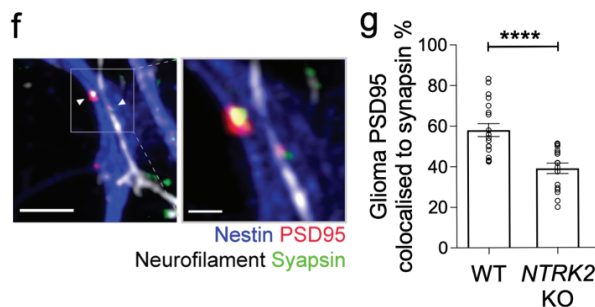 f
Nestin PSD95
Neurofilament Syapsin
g
****
Glioma PSD95
colocalised to synapsin %
100
80
60
40
20
0
WT
NTRK2
KO